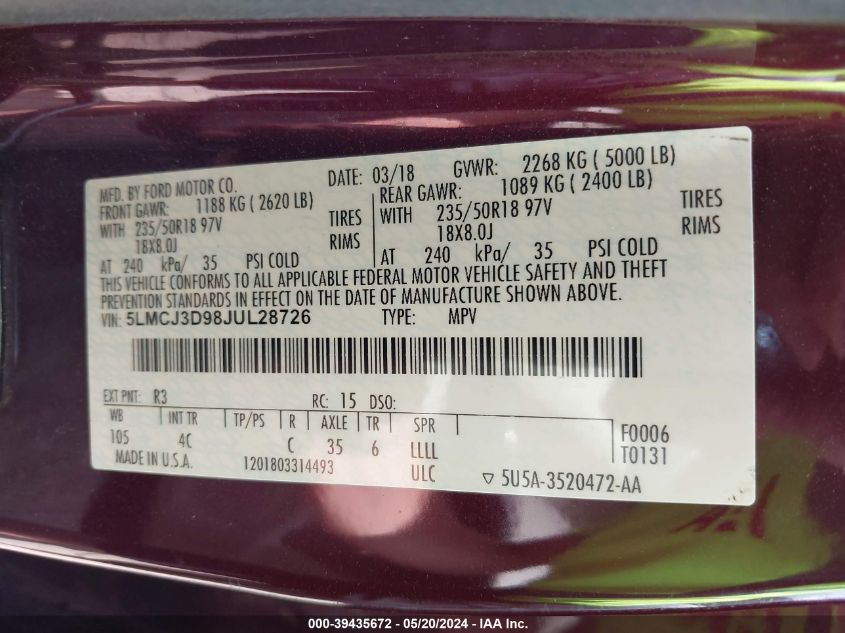 MFD. BY FORD MOTOR CO. DATE: 03/18 GVWR: 2268 KG ( 5000 LB)
FRONT GAWR: 1188 KG ( 2620 LB) REAR GAWR: 1089 KG ( 2400 LB)
WITH 235/50R18 97V TIRES WITH 235/50R18 97V TIRES
18X8.0J RIMS 18X8.0J RIMS
AT 240 kPa/ 35 PSI COLD AT 240 kPa/ 35 PSI COLD
THIS VEHICLE CONFORMS TO ALL APPLICABLE FEDERAL MOTOR VEHICLE SAFETY AND THEFT
PREVENTION STANDARDS IN EFFECT ON THE DATE OF MANUFACTURE SHOWN ABOVE.
VIN: 5LMCJ3D98JUL28726 TYPE: MPV
EXT PNT: R3 RC: 15 DSO:
WB INT TR TP/PS R AXLE TR SPR
105 4C C 35 6 LLLL
F0006
T0131
MADE IN U.S.A. 1201803314493 ULC
5U5A-3520472-AA
000-39435672 — 05/20/2024 — IAA Inc.